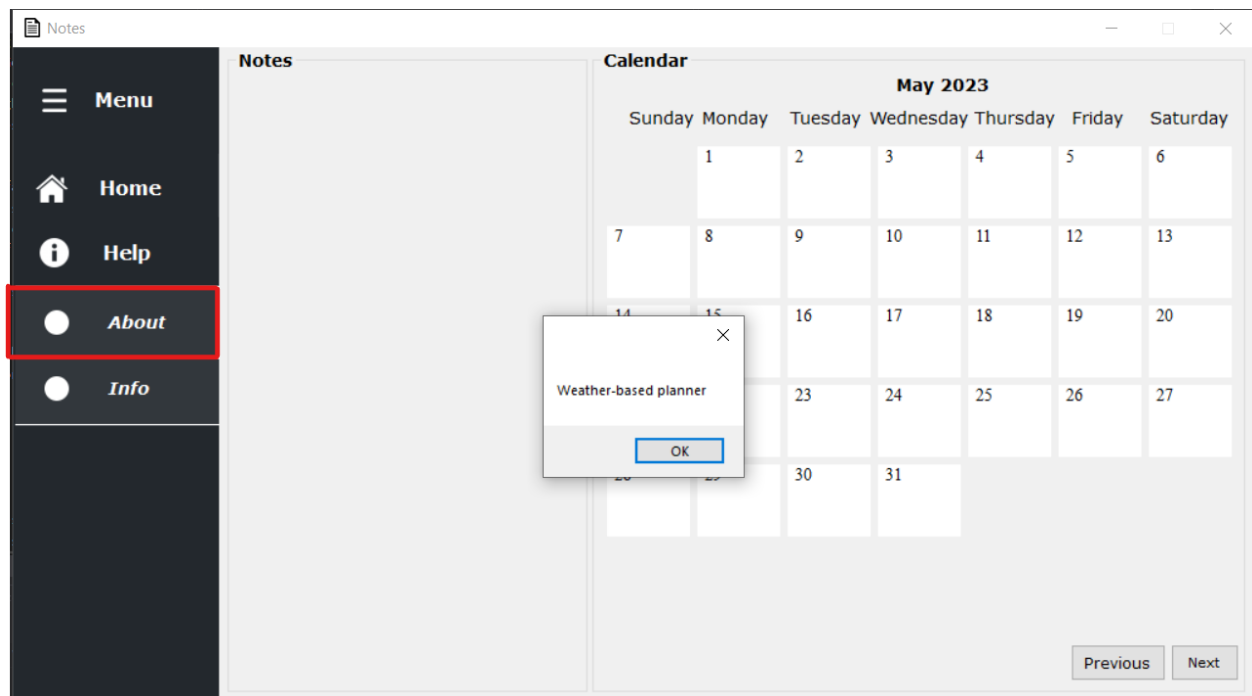 Notes
Menu
Home
Help
About
Info
Notes
Calendar
May 2023
Sunday Monday Tuesday Wednesday Thursday Friday Saturday
1 2 3 4 5 6
7 8 9 10 11 12 13
14 15 16 17 18 19 20
Weather-based planner
OK
23 24 25 26 27
30 31
Previous Next